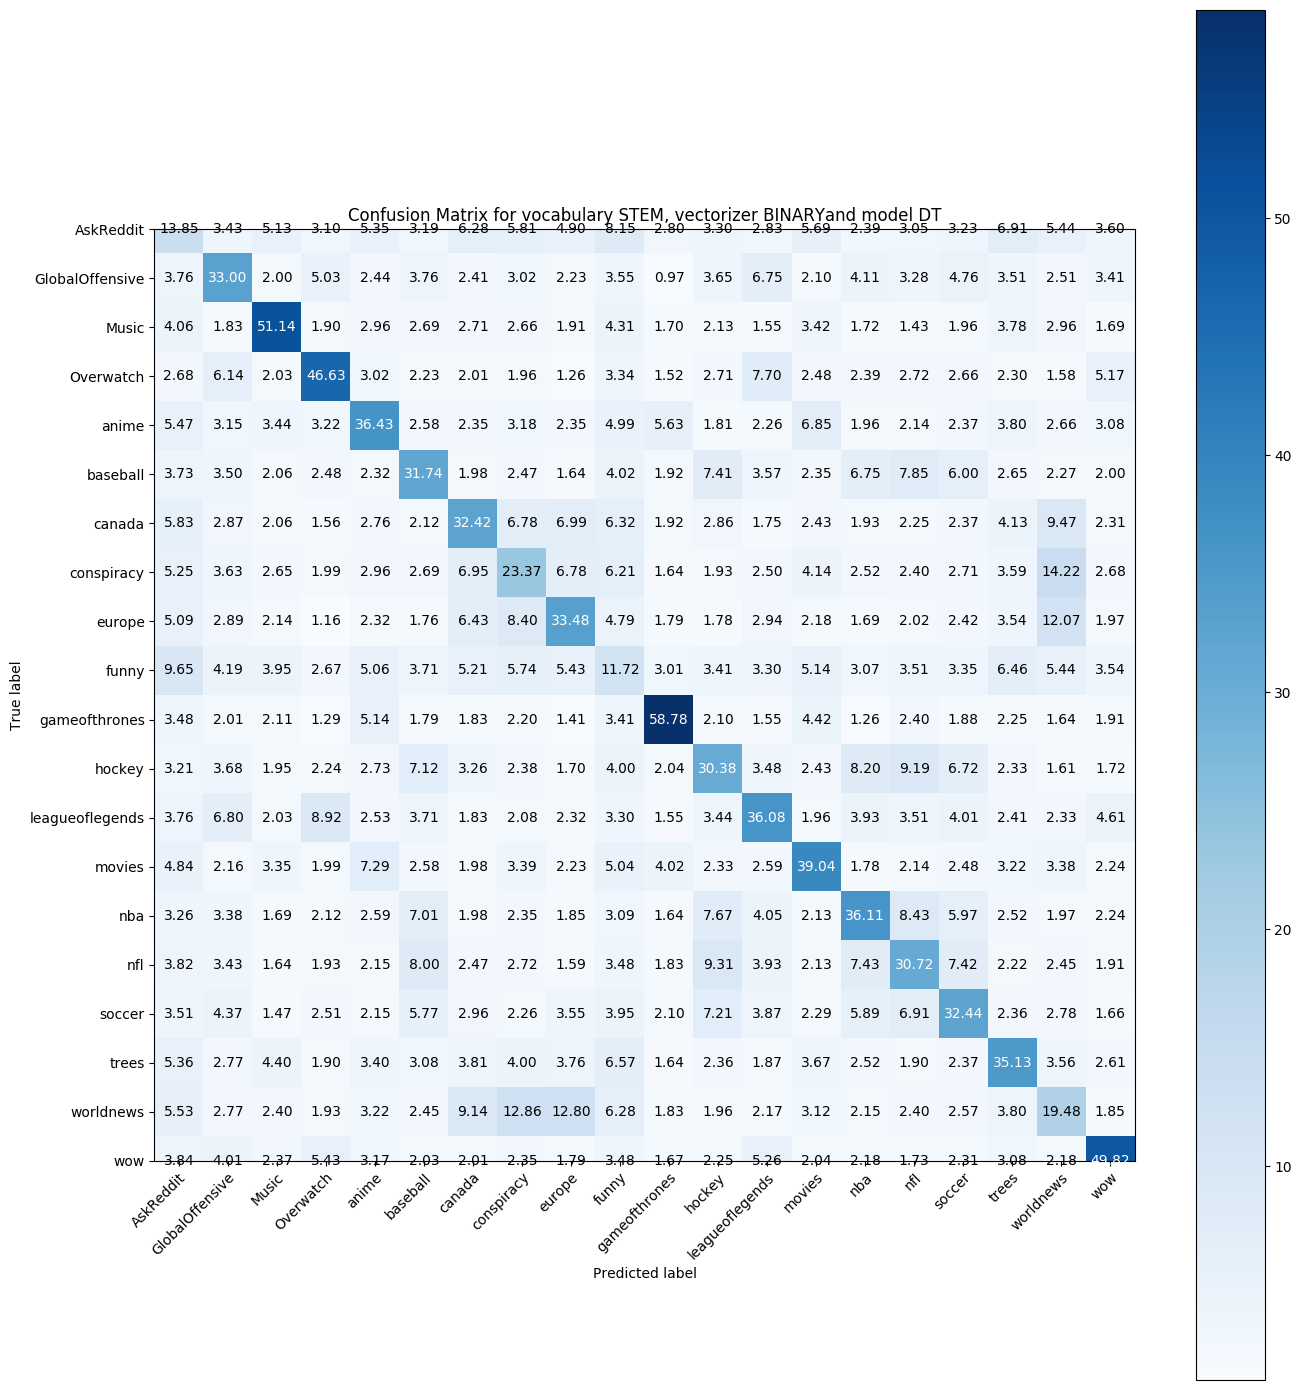 Confusion Matrix for vocabulary STEM, vectorizer BINARYand model DT
AskReddit 13.85 3.43 5.13 3.10 5.35 3.19 6.28 5.81 4.90 8.15 2.80 3.30 2.83 5.69 2.39 3.05 3.23 6.91 5.44 3.60
GlobalOffensive 3.76 33.00 2.00 5.03 2.44 3.76 2.41 3.02 2.23 3.55 0.97 3.65 6.75 2.10 4.11 3.28 4.76 3.51 2.51 3.41
Music 4.06 1.83 51.14 1.90 2.96 2.69 2.71 2.66 1.91 4.31 1.70 2.13 1.55 3.42 1.72 1.43 1.96 3.78 2.96 1.69
Overwatch 2.68 6.14 2.03 46.63 3.02 2.23 2.01 1.96 1.26 3.34 1.52 2.71 7.70 2.48 2.39 2.72 2.66 2.30 1.58 5.17
anime 5.47 3.15 3.44 3.22 36.43 2.58 2.35 3.18 2.35 4.99 5.63 1.81 2.26 6.85 1.96 2.14 2.37 3.80 2.66 3.08
baseball 3.73 3.50 2.06 2.48 2.32 31.74 1.98 2.47 1.64 4.02 1.92 7.41 3.57 2.35 6.75 7.85 6.00 2.65 2.27 2.00
canada 5.83 2.87 2.06 1.56 2.76 2.12 32.42 6.78 6.99 6.32 1.92 2.86 1.75 2.43 1.93 2.25 2.37 4.13 9.47 2.31
conspiracy 5.25 3.63 2.65 1.99 2.96 2.69 6.95 23.37 6.78 6.21 1.64 1.93 2.50 4.14 2.52 2.40 2.71 3.59 14.22 2.68
europe 5.09 2.89 2.14 1.16 2.32 1.76 6.43 8.40 33.48 4.79 1.79 1.78 2.94 2.18 1.69 2.02 2.42 3.54 12.07 1.97
funny 9.65 4.19 3.95 2.67 5.06 3.71 5.21 5.74 5.43 11.72 3.01 3.41 3.30 5.14 3.07 3.51 3.35 6.46 5.44 3.54
gameofthrones 3.48 2.01 2.11 1.29 5.14 1.79 1.83 2.20 1.41 3.41 58.78 2.10 1.55 4.42 1.26 2.40 1.88 2.25 1.64 1.91
hockey 3.21 3.68 1.95 2.24 2.73 7.12 3.26 2.38 1.70 4.00 2.04 30.38 3.48 2.43 8.20 9.19 6.72 2.33 1.61 1.72
leagueoflegends 3.76 6.80 2.03 8.92 2.53 3.71 1.83 2.08 2.32 3.30 1.55 3.44 36.08 1.96 3.93 3.51 4.01 2.41 2.33 4.61
movies 4.84 2.16 3.35 1.99 7.29 2.58 1.98 3.39 2.23 5.04 4.02 2.33 2.59 39.04 1.78 2.14 2.48 3.22 3.38 2.24
nba 3.26 3.38 1.69 2.12 2.59 7.01 1.98 2.35 1.85 3.09 1.64 7.67 4.05 2.13 36.11 8.43 5.97 2.52 1.97 2.24
nfl 3.82 3.43 1.64 1.93 2.15 8.00 2.47 2.72 1.59 3.48 1.83 9.31 3.93 2.13 7.43 30.72 7.42 2.22 2.45 1.91
soccer 3.51 4.37 1.47 2.51 2.15 5.77 2.96 2.26 3.55 3.95 2.10 7.21 3.87 2.29 5.89 6.91 32.44 2.36 2.78 1.66
trees 5.36 2.77 4.40 1.90 3.40 3.08 3.81 4.00 3.76 6.57 1.64 2.36 1.87 3.67 2.52 1.90 2.37 35.13 3.56 2.61
worldnews 5.53 2.77 2.40 1.93 3.22 2.45 9.14 12.86 12.80 6.28 1.83 1.96 2.17 3.12 2.15 2.40 2.57 3.80 19.48 1.85
wow 3.84 4.01 2.37 5.43 3.17 2.03 2.01 2.35 1.79 3.48 1.67 2.25 5.26 2.04 2.18 1.73 2.31 3.08 2.18 49.82
True label
AskReddit GlobalOffensive Music Overwatch anime baseball canada conspiracy europe funny gameofthrones hockey leagueoflegends movies nba nfl soccer trees worldnews wow
Predicted label
50
40
30
20
10